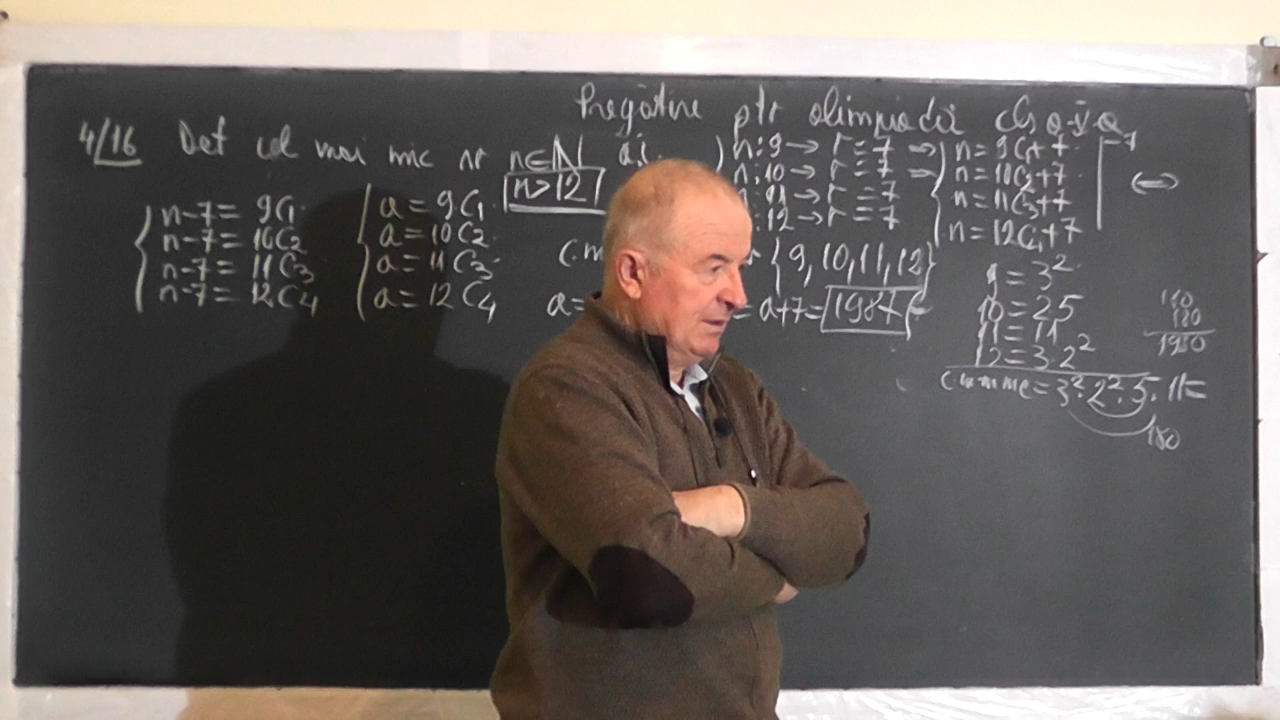 Pregătire ptr olimpiadă cls a-V-a
4/16 Det cel mai mic nr n∈ℕ a.î.
n>12
n:9→r=7⇒
n:10→r=7⇒
:11→r=7
:12→r=7
n=9C1+7
n=10C2+7
n=11C3+7
n=12C4+7
-7
⇔
n-7=9C1
n-7=10C2
n-7=11C3
n-7=12C4
a=9C1
a=10C2
a=11C3
a=12C4
{9,10,11,12}
a=
=a+7=1987
9=3²
10=2·5
11=11
12=3·2²
c.m.m.m.c=3²·2²·5·11=
180
180
1980